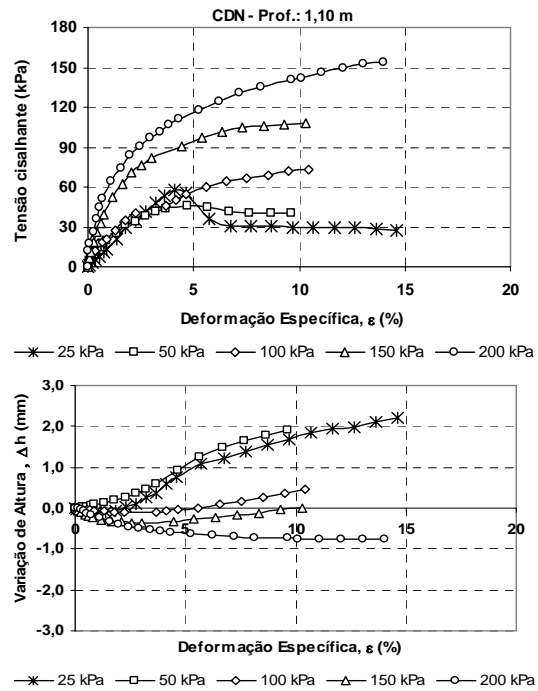 CDN - Prof.: 1,10 m
Tensão cisalhante (kPa)
180
150
120
90
60
30
0
0 5 10 15 20
Deformação Específica, ε (%)
25 kPa 50 kPa 100 kPa 150 kPa 200 kPa
Variação de Altura , Δh (mm)
3,0
2,0
1,0
0,0
-1,0
-2,0
-3,0
0 5 10 15 20
Deformação Específica, ε (%)
25 kPa 50 kPa 100 kPa 150 kPa 200 kPa